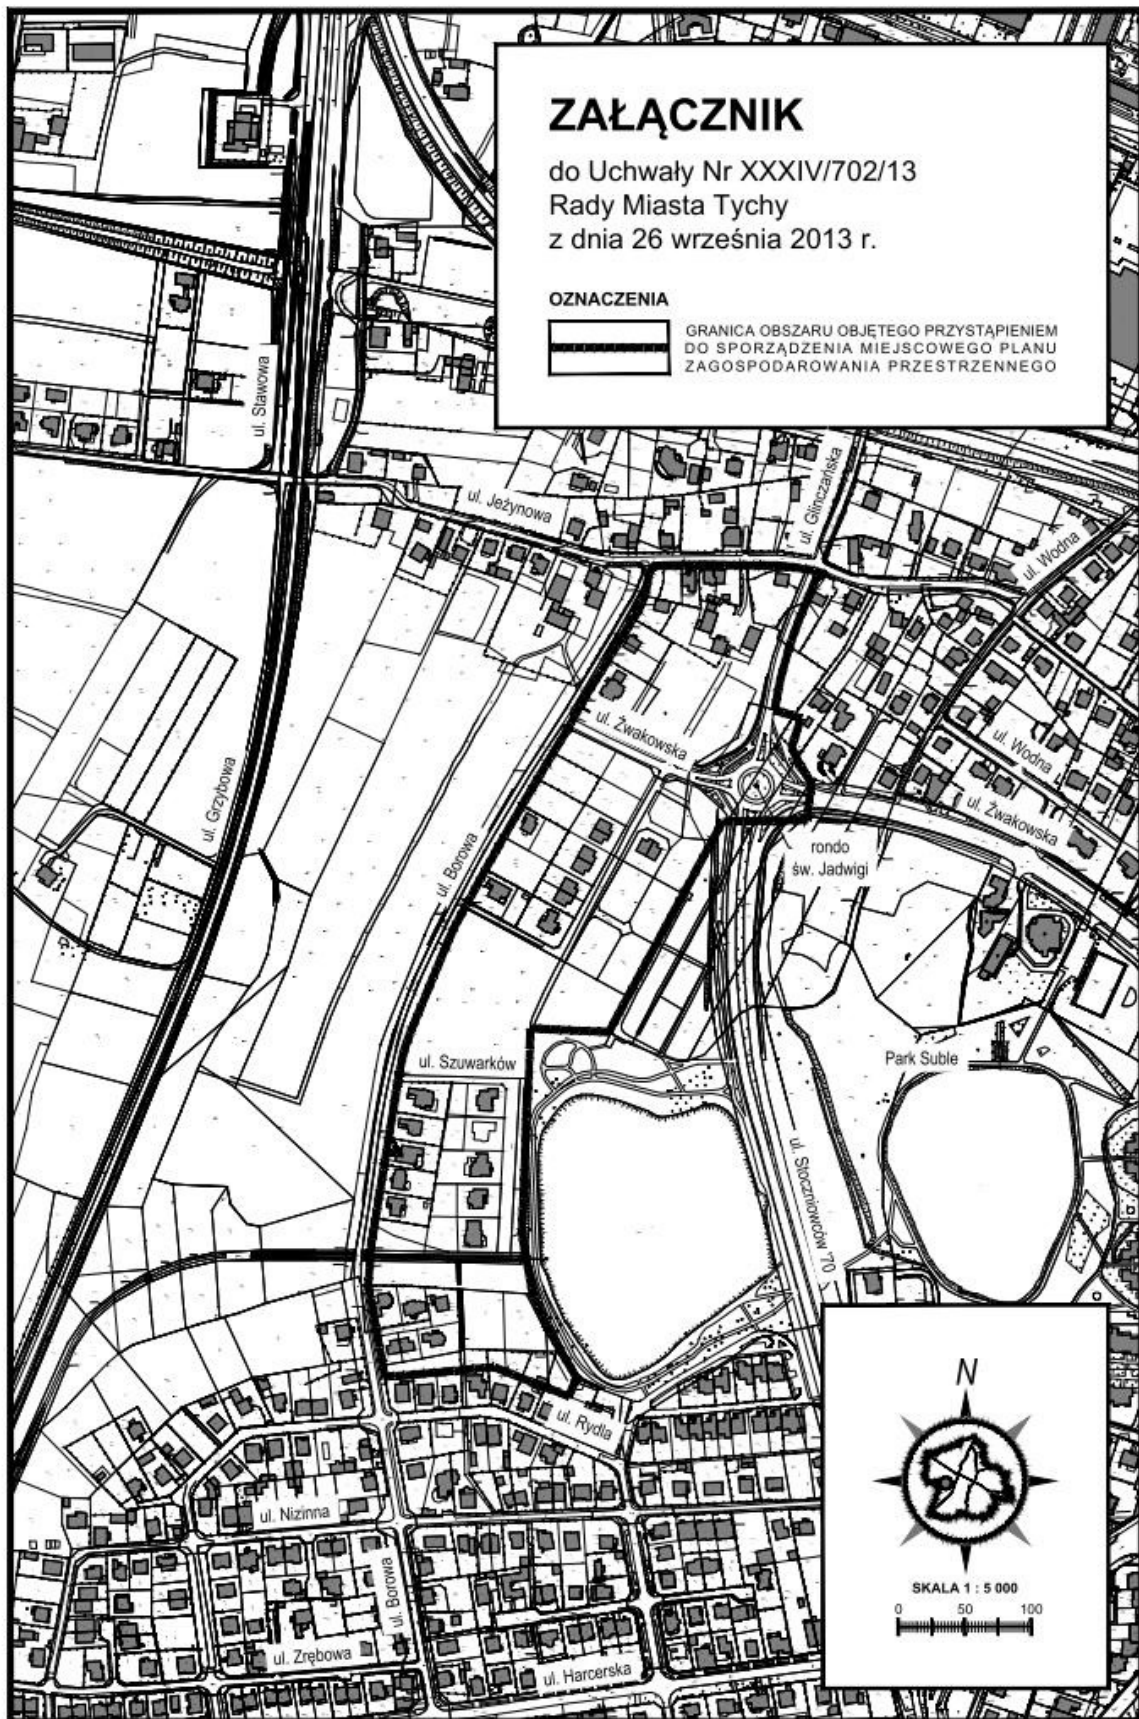 ZAŁĄCZNIK
do Uchwały Nr XXXIV/702/13
Rady Miasta Tychy
z dnia 26 września 2013 r.
OZNACZENIA
GRANICA OBSZARU OBJĘTEGO PRZYSTĄPIENIEM
DO SPORZĄDZENIA MIEJSCOWEGO PLANU
ZAGOSPODAROWANIA PRZESTRZENNEGO
ul. Stawowa
ul. Jeżynowa
ul. Glinczańska
ul. Wodna
ul. Żwakowska
ul. Wodna
ul. Żwakowska
ul. Grzybowa
ul. Borowa
rondo
św. Jadwigi
ul. Szuwarków
Park Suble
ul. Stoczniowców '70
ul. Rydla
ul. Nizinna
ul. Borowa
ul. Zrębowa
ul. Harcerska
N
SKALA 1 : 5 000
0 50 100